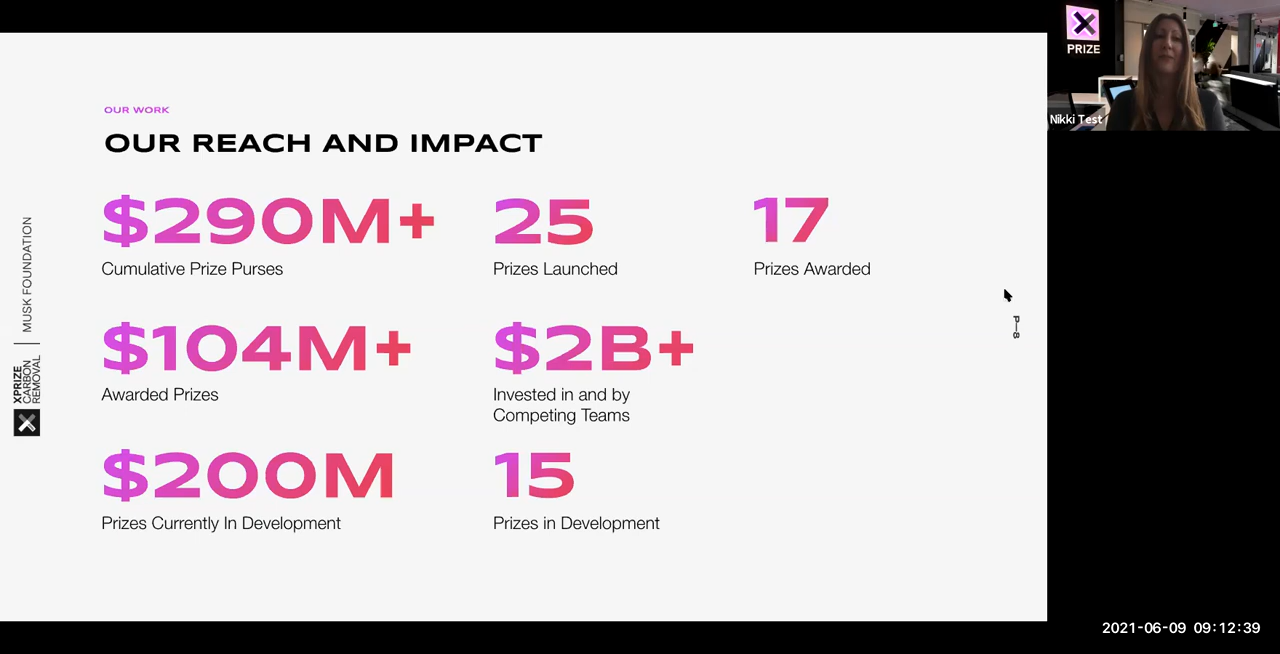 OUR WORK
OUR REACH AND IMPACT
$290M+
Cumulative Prize Purses
25
Prizes Launched
17
Prizes Awarded
$104M+
Awarded Prizes
$2B+
Invested in and by
Competing Teams
$200M
Prizes Currently In Development
15
Prizes in Development
XPRIZE
CARBON
REMOVAL
MUSK FOUNDATION
P—8
PRIZE
Nikki Test
2021-06-09 09:12:39